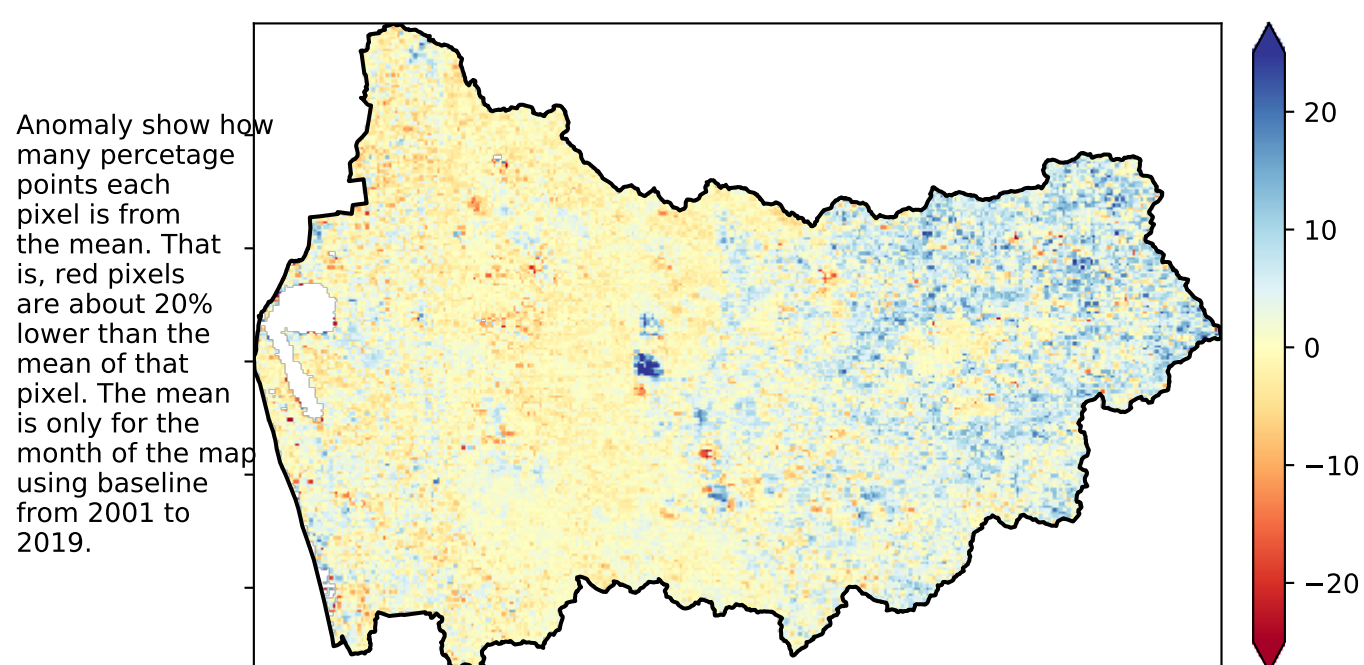 Anomaly show how
many percetage
points each
pixel is from
the mean. That
is, red pixels
are about 20%
lower than the
mean of that
pixel. The mean
is only for the
month of the map
using baseline
from 2001 to
2019.
20
10
0
−10
−20